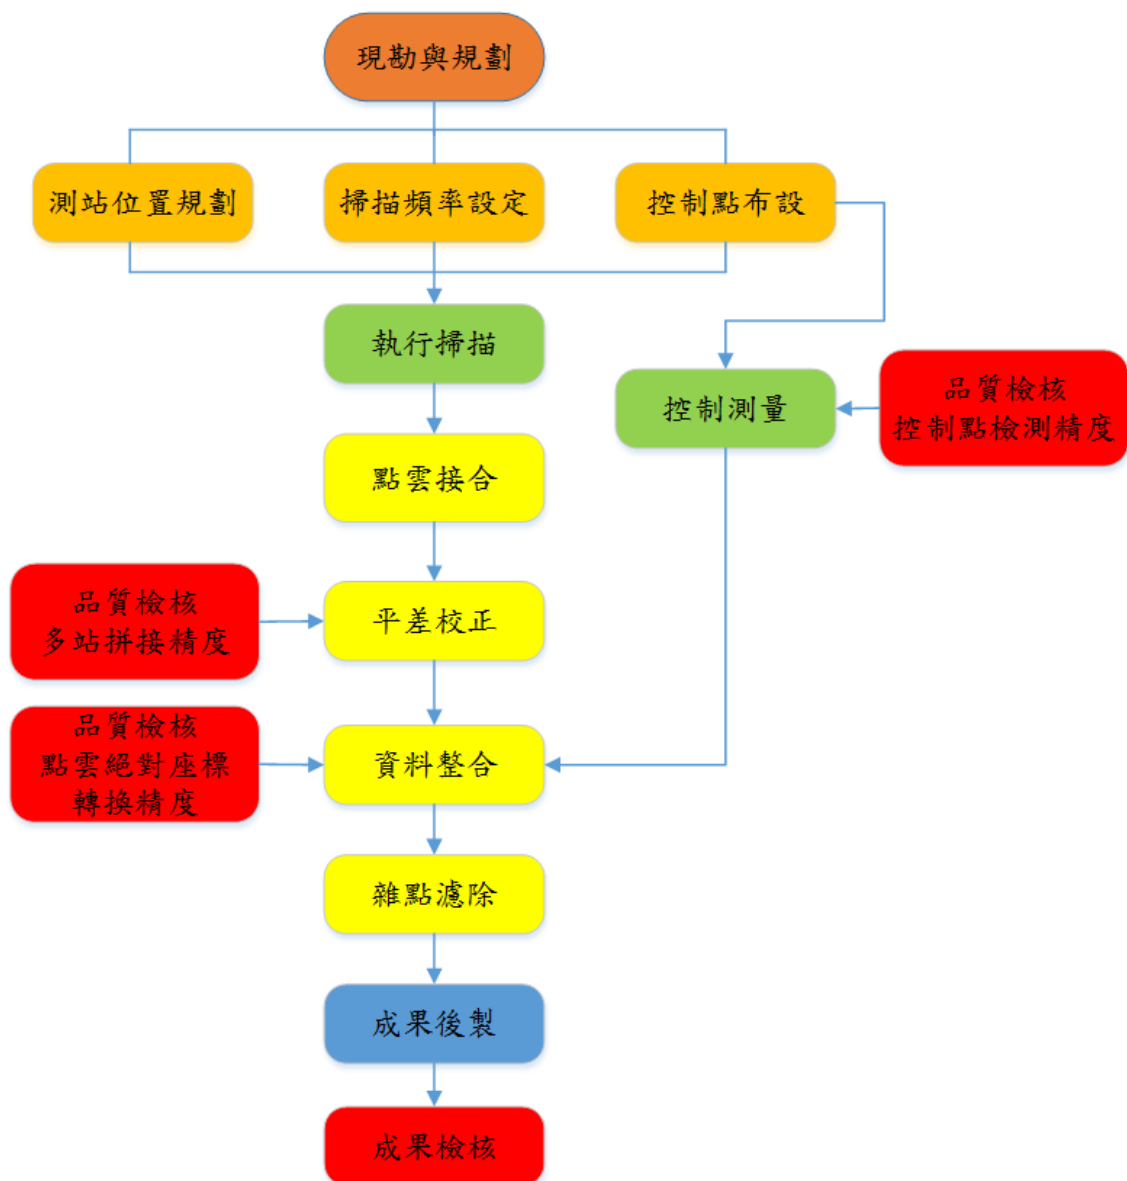 現勘與規劃
測站位置規劃
掃描頻率設定
控制點布設
執行掃描
控制測量
品質檢核
控制點檢測精度
點雲接合
品質檢核
多站拼接精度
平差校正
品質檢核
點雲絕對座標
轉換精度
資料整合
雜點濾除
成果後製
成果檢核